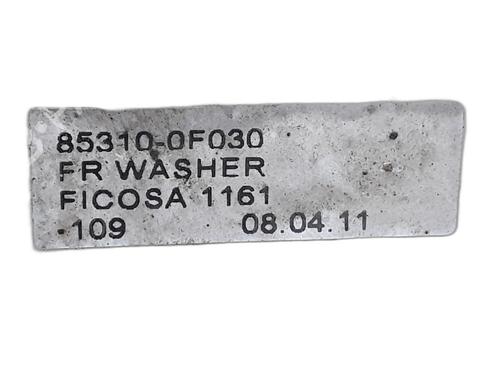 85310-0F030
FR WASHER
FICOSA 1161
109 08.04.11